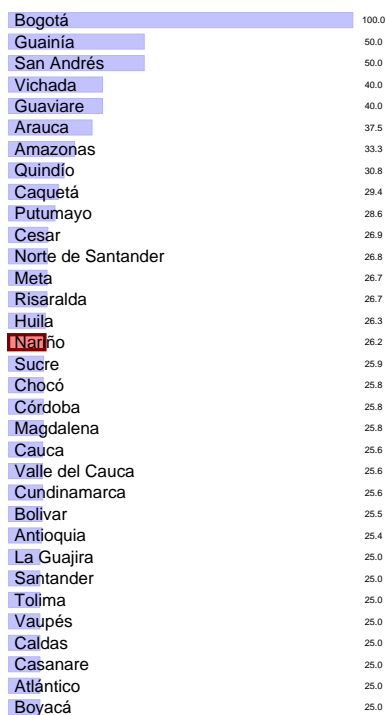 Bogotá 100.0
Guainía 50.0
San Andrés 50.0
Vichada 40.0
Guaviare 40.0
Arauca 37.5
Amazonas 33.3
Quindío 30.8
Caquetá 29.4
Putumayo 28.6
Cesar 26.9
Norte de Santander 26.8
Meta 26.7
Risaralda 26.7
Huila 26.3
Nariño 26.2
Sucre 25.9
Chocó 25.8
Córdoba 25.8
Magdalena 25.8
Cauca 25.6
Valle del Cauca 25.6
Cundinamarca 25.6
Bolivar 25.5
Antioquia 25.4
La Guajira 25.0
Santander 25.0
Tolima 25.0
Vaupés 25.0
Caldas 25.0
Casanare 25.0
Atlántico 25.0
Boyacá 25.0